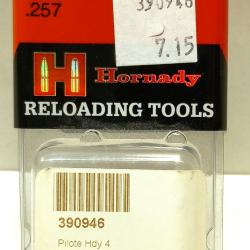 .257
390946
7.15
Hornady
RELOADING TOOLS
390946
Pilote Hdy 4